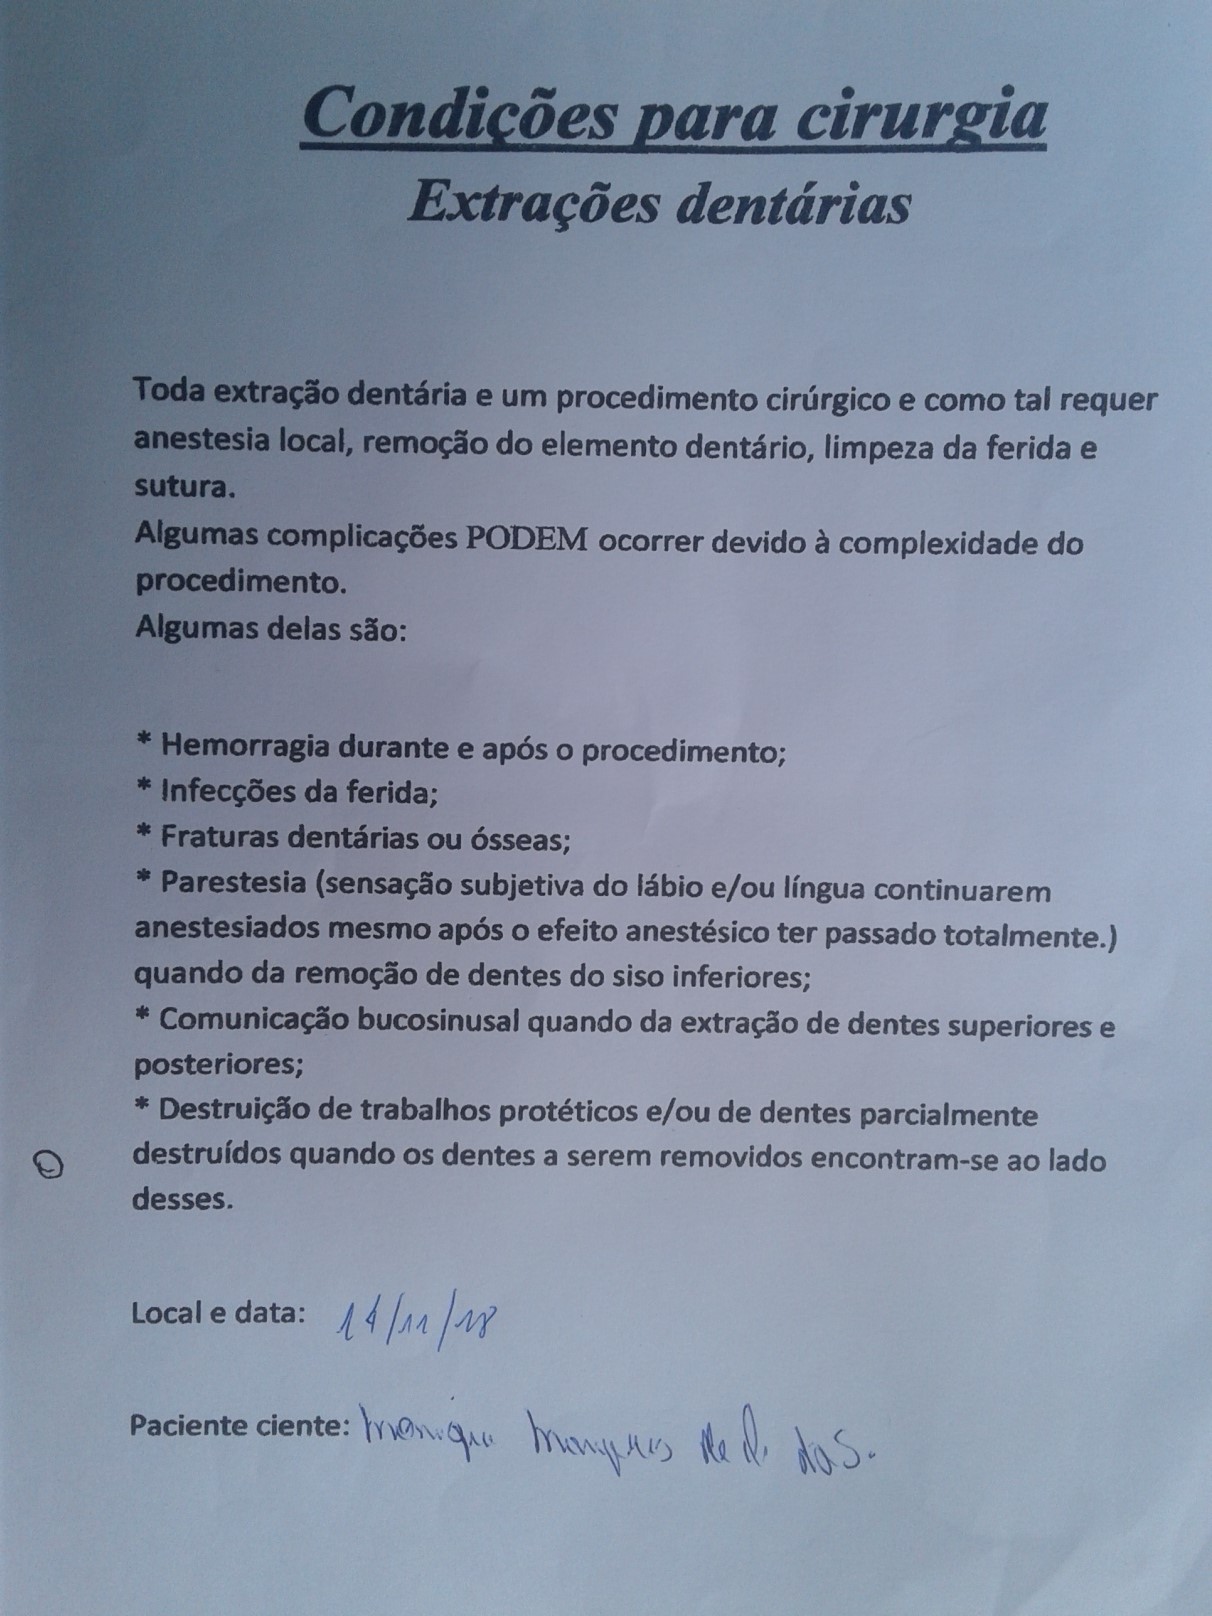 Condições para cirurgia
Extrações dentárias
Toda extração dentária e um procedimento cirúrgico e como tal requer
anestesia local, remoção do elemento dentário, limpeza da ferida e
sutura.
Algumas complicações PODEM ocorrer devido à complexidade do
procedimento.
Algumas delas são:
* Hemorragia durante e após o procedimento;
* Infecções da ferida;
* Fraturas dentárias ou ósseas;
* Parestesia (sensação subjetiva do lábio e/ou língua continuarem
anestesiados mesmo após o efeito anestésico ter passado totalmente.)
quando da remoção de dentes do siso inferiores;
* Comunicação bucosinusal quando da extração de dentes superiores e
posteriores;
* Destruição de trabalhos protéticos e/ou de dentes parcialmente
destruídos quando os dentes a serem removidos encontram-se ao lado
desses.
Local e data: 14/11/18
Paciente ciente: Monique Marques de